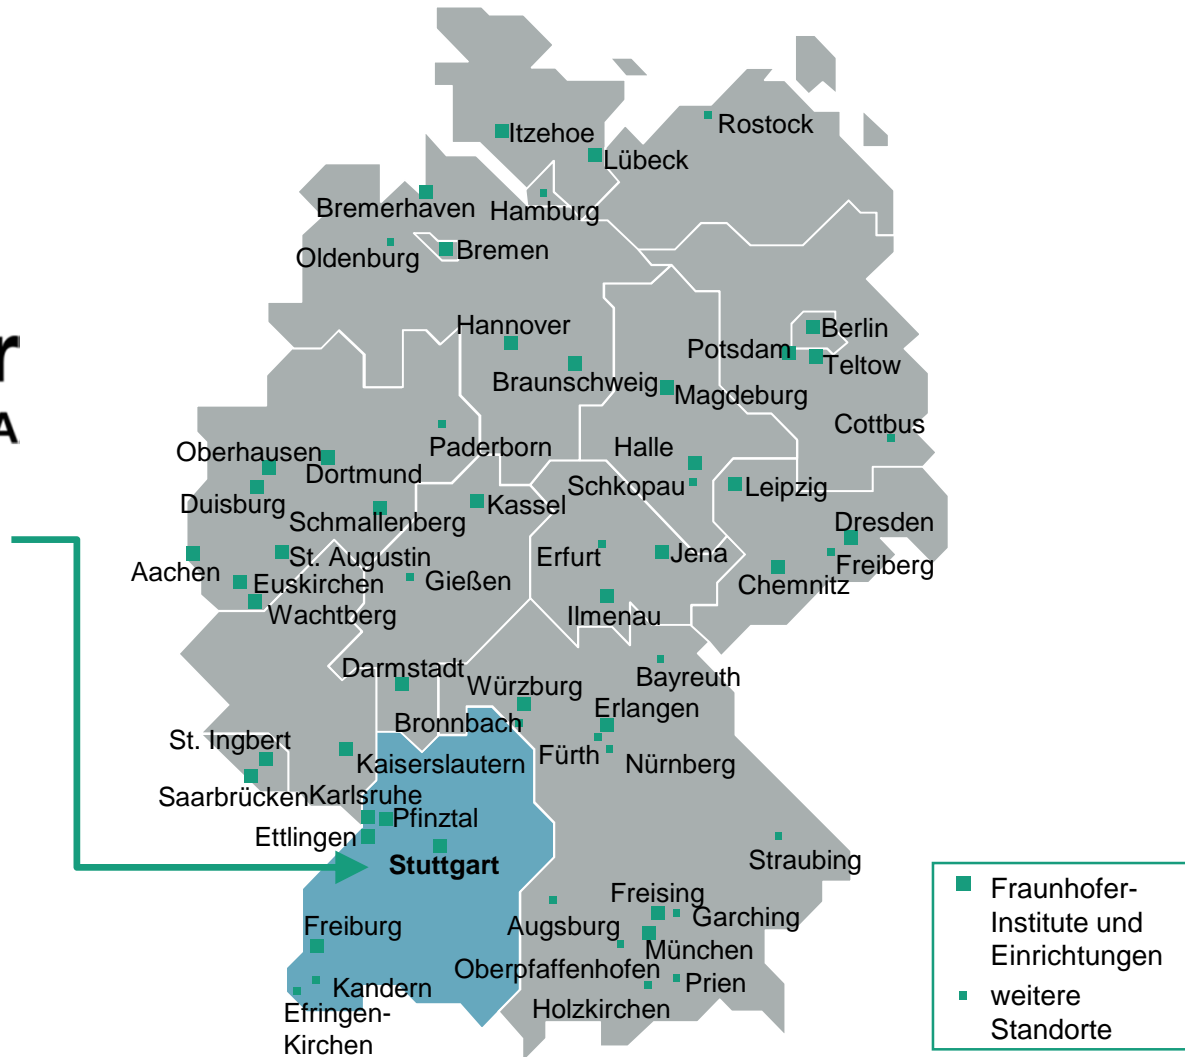 Itzehoe
Rostock
Lübeck
Bremerhaven
Hamburg
Oldenburg
Bremen
Hannover
Berlin
Potsdam
Teltow
Braunschweig
Magdeburg
r
A
Cottbus
Paderborn
Oberhausen
Halle
Dortmund
Schkopau
Leipzig
Duisburg
Kassel
Schmallenberg
Dresden
St. Augustin
Erfurt
Jena
Aachen
Freiberg
Euskirchen
Gießen
Chemnitz
Wachtberg
Ilmenau
Darmstadt
Bayreuth
Würzburg
Erlangen
Bronnbach
St. Ingbert
Fürth
Kaiserslautern
Nürnberg
Saarbrücken
Karlsruhe
Pfinztal
Ettlingen
Stuttgart
Straubing
Freising
Garching
Freiburg
Augsburg
München
Oberpfaffenhofen
Prien
Kandern
Holzkirchen
Efringen-
Kirchen
Fraunhofer-
Institute und
Einrichtungen
weitere
Standorte